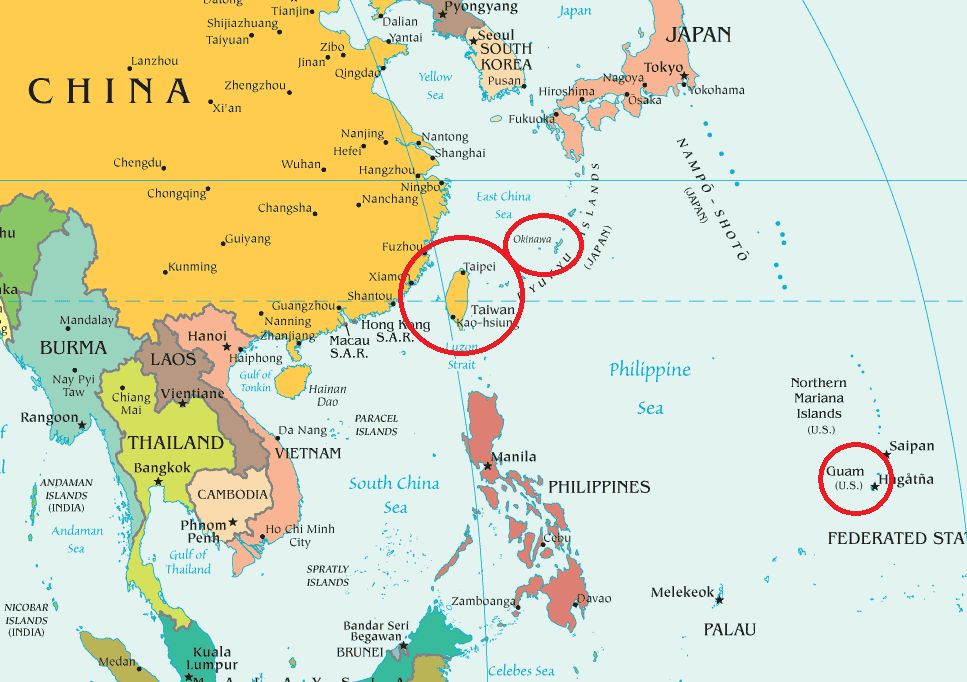 Tianjin
Shijiazhuang
Taiyuan
Dalian
Yantai
Zibo
Jinan
Qingdao
Lanzhou
CHINA
Zhengzhou
Xi'an
Pyongyang
Seoul
SOUTH
KOREA
Pusan
Yellow
Sea
Japan
JAPAN
Tokyo
Nagoya
Yokohama
Hiroshima
Ōsaka
Fukuoka
Nanjing
Hefei
Nantong
Shanghai
Chengdu
Wuhan
Hangzhou
Chongqing
Ningbo
Nanchang
Changsha
East China
Sea
NAMPŌ-SHOTŌ
(JAPAN)
Guiyang
Fuzhou
Okinawa
RYUKYU ISLANDS
(JAPAN)
hu
Kunming
Xiamen
Taipei
aka
Guangzhou
Shantou
Taiwan
Kao-hsiung
Mandalay
Nanning
Hong Kong
S.A.R.
Macau
S.A.R.
Zhanjiang
Luzon
Strait
BURMA
Hanoi
Haiphong
LAOS
Gulf of
Tonkin
Hainan
Dao
Philippine
Sea
Nay Pyi
Taw
Chiang
Mai
Vientiane
Northern
Mariana
Islands
(U.S.)
Rangoon
PARACEL
ISLANDS
THAILAND
Da Nang
VIETNAM
Saipan
Bangkok
Manila
Guam
(U.S.)
Hagåtña
ANDAMAN
ISLANDS
(INDIA)
CAMBODIA
South China
Sea
PHILIPPINES
Andaman
Sea
Phnom
Penh
Ho Chi Minh
City
Cebu
FEDERATED STA
Gulf of
Thailand
SPRATLY
ISLANDS
NICOBAR
ISLANDS
(INDIA)
Zamboanga
Davao
Melekeok
PALAU
Bandar Seri
Begawan
BRUNEI
Medan
Kuala
Lumpur
MALAYSIA
Celebes Sea